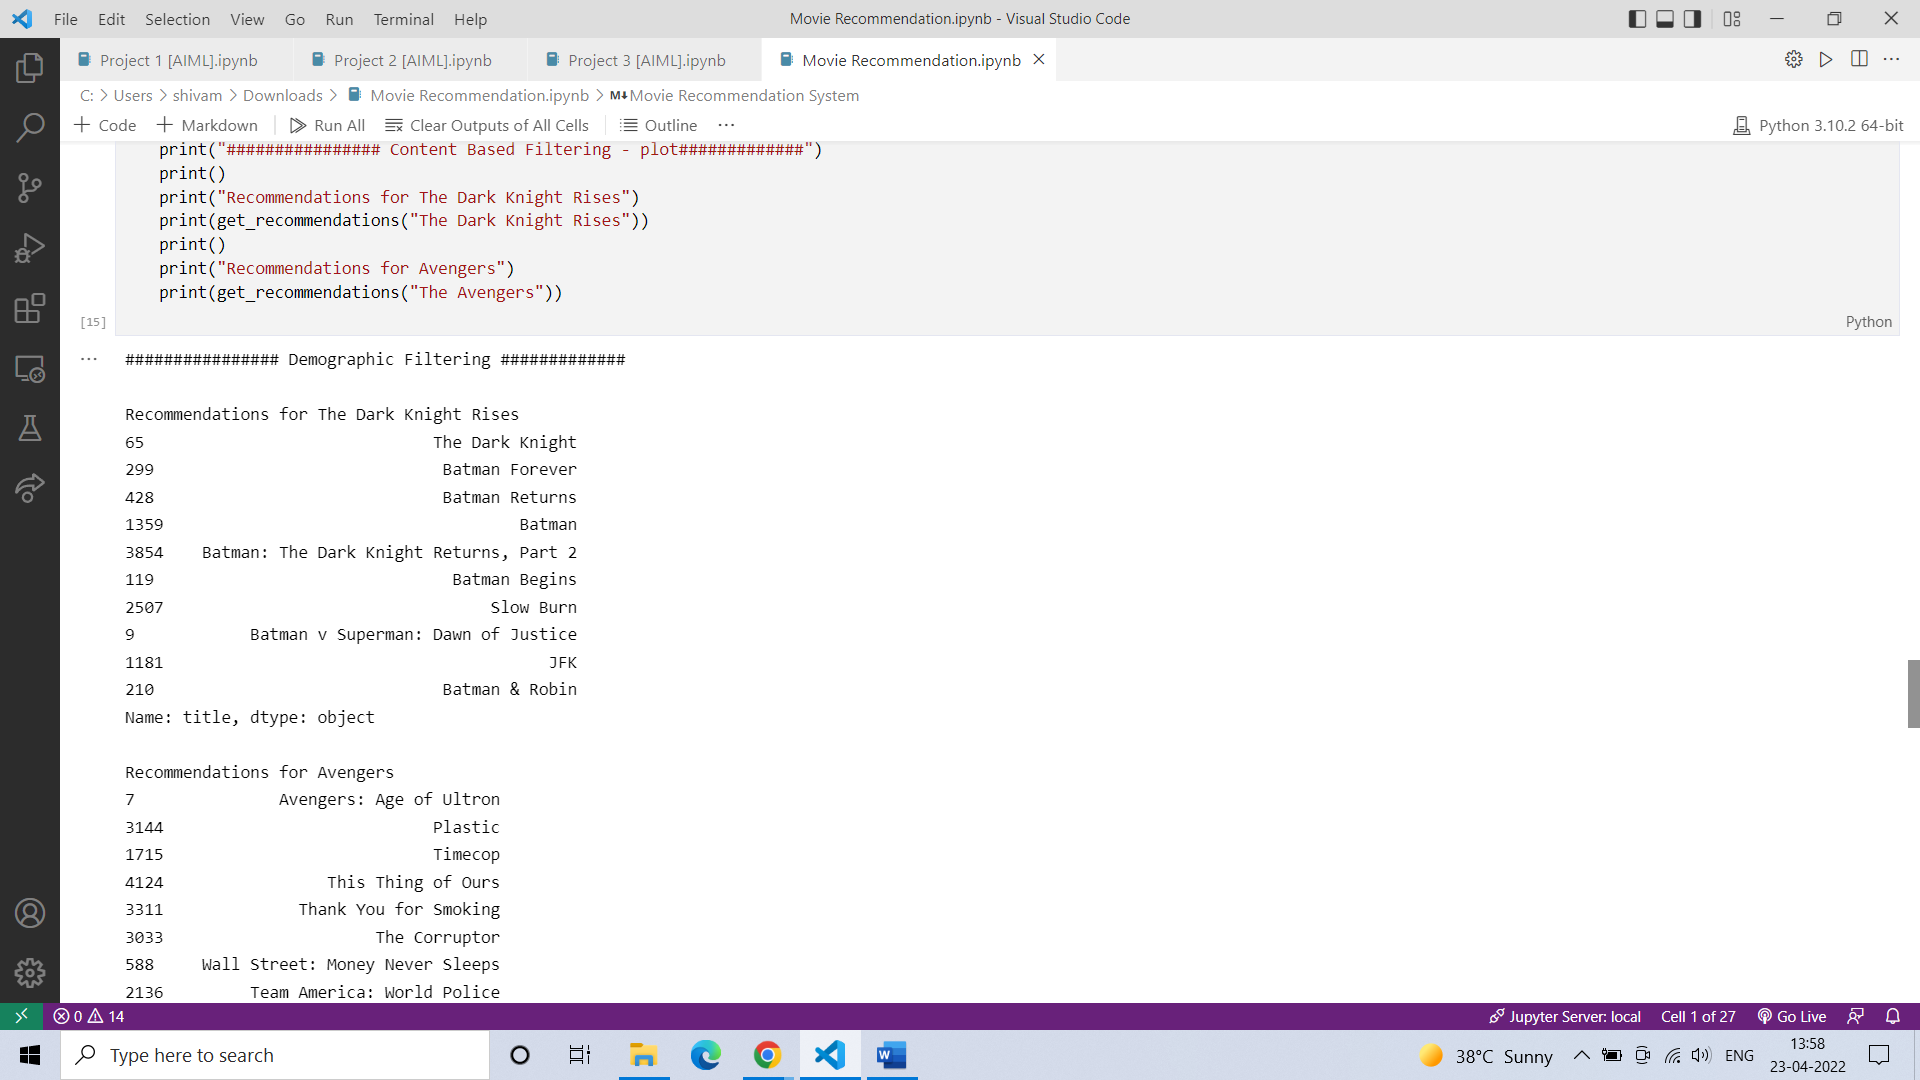 File Edit Selection View Go Run Terminal Help
Movie Recommendation.ipynb - Visual Studio Code
Project 1 [AIML].ipynb
Project 2 [AIML].ipynb
Project 3 [AIML].ipynb
Movie Recommendation.ipynb
C: > Users > shivam > Downloads > Movie Recommendation.ipynb > M↓Movie Recommendation System
+ Code + Markdown Run All Clear Outputs of All Cells Outline ...
Python 3.10.2 64-bit
print("################ Content Based Filtering - plot#############")
print()
print("Recommendations for The Dark Knight Rises")
print(get_recommendations("The Dark Knight Rises"))
print()
print("Recommendations for Avengers")
print(get_recommendations("The Avengers"))
[15]
Python
################ Demographic Filtering #############
Recommendations for The Dark Knight Rises
65 The Dark Knight
299 Batman Forever
428 Batman Returns
1359 Batman
3854 Batman: The Dark Knight Returns, Part 2
119 Batman Begins
2507 Slow Burn
9 Batman v Superman: Dawn of Justice
1181 JFK
210 Batman & Robin
Name: title, dtype: object
Recommendations for Avengers
7 Avengers: Age of Ultron
3144 Plastic
1715 Timecop
4124 This Thing of Ours
3311 Thank You for Smoking
3033 The Corruptor
588 Wall Street: Money Never Sleeps
2136 Team America: World Police
0 14
Jupyter Server: local Cell 1 of 27 Go Live
Type here to search
38°C Sunny
ENG
13:58
23-04-2022